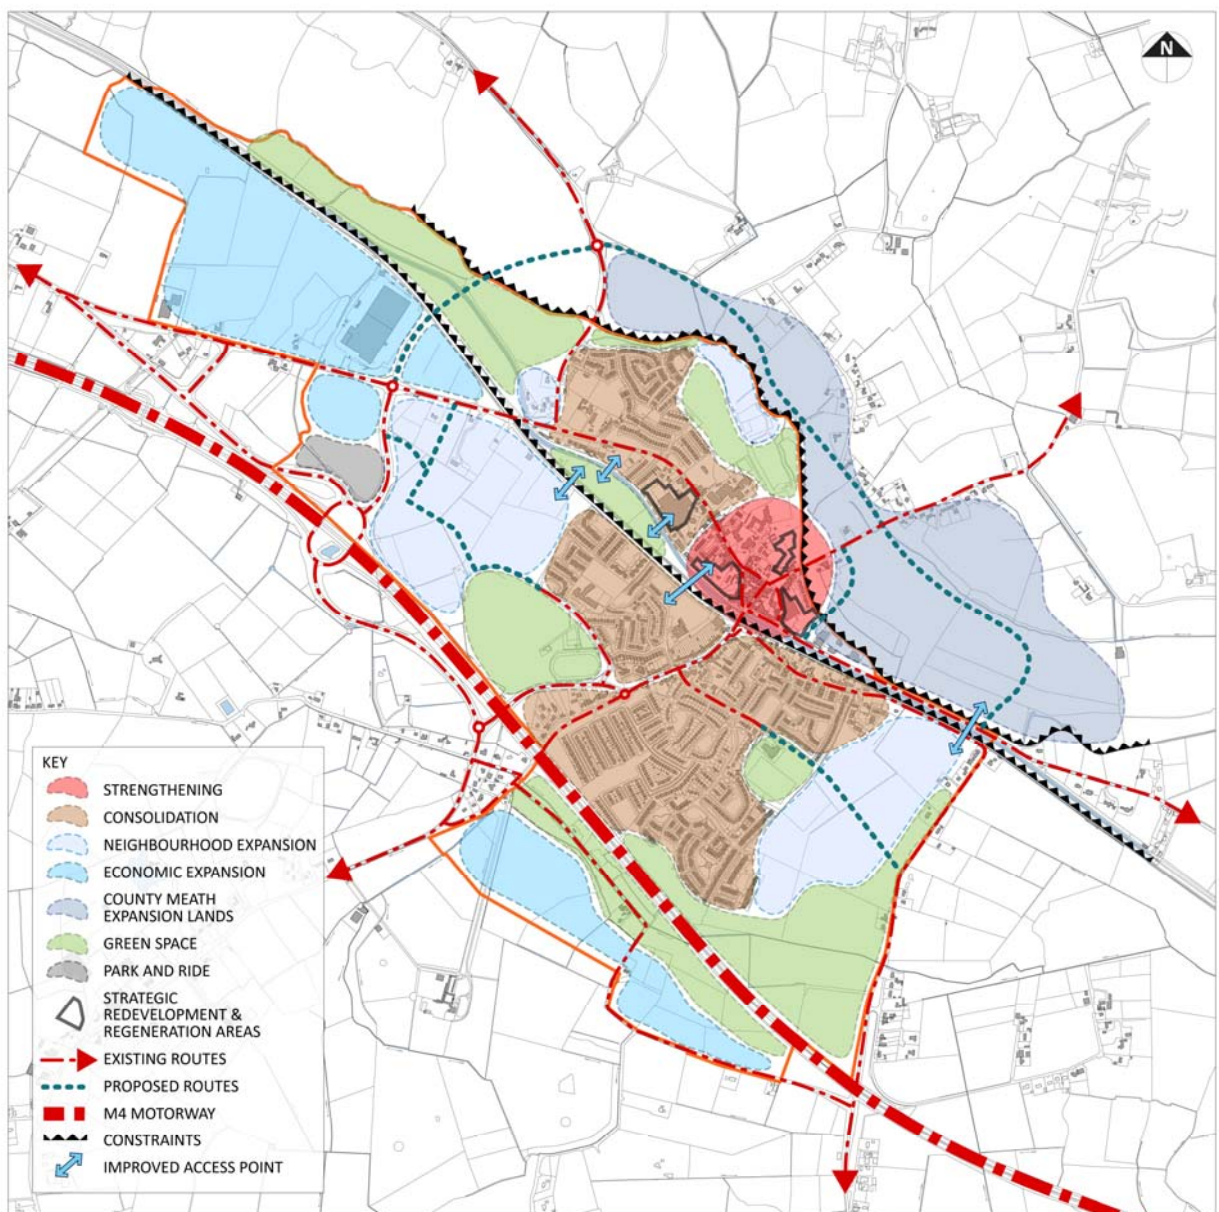 N
KEY
STRENGTHENING
CONSOLIDATION
NEIGHBOURHOOD EXPANSION
ECONOMIC EXPANSION
COUNTY MEATH
EXPANSION LANDS
GREEN SPACE
PARK AND RIDE
STRATEGIC
REDEVELOPMENT &
REGENERATION AREAS
EXISTING ROUTES
PROPOSED ROUTES
M4 MOTORWAY
CONSTRAINTS
IMPROVED ACCESS POINT